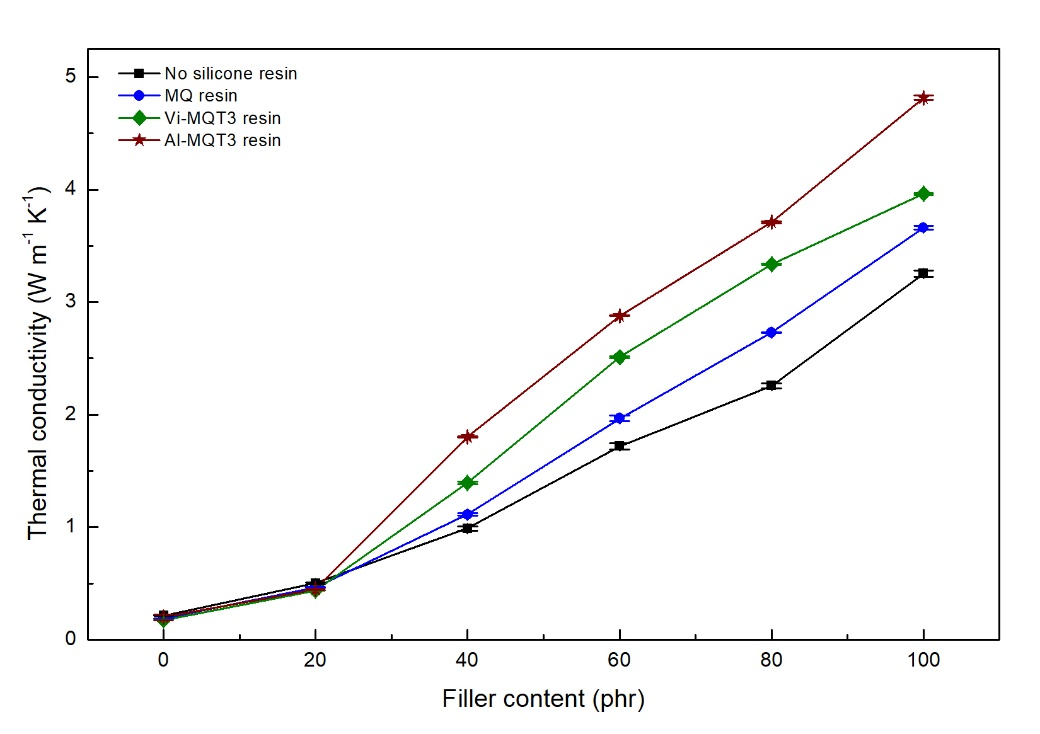 No silicone resin
MQ resin
Vi-MQT3 resin
Al-MQT3 resin
5
4
3
2
1
0
Thermal conductivity (W m⁻¹ K⁻¹)
0 20 40 60 80 100
Filler content (phr)